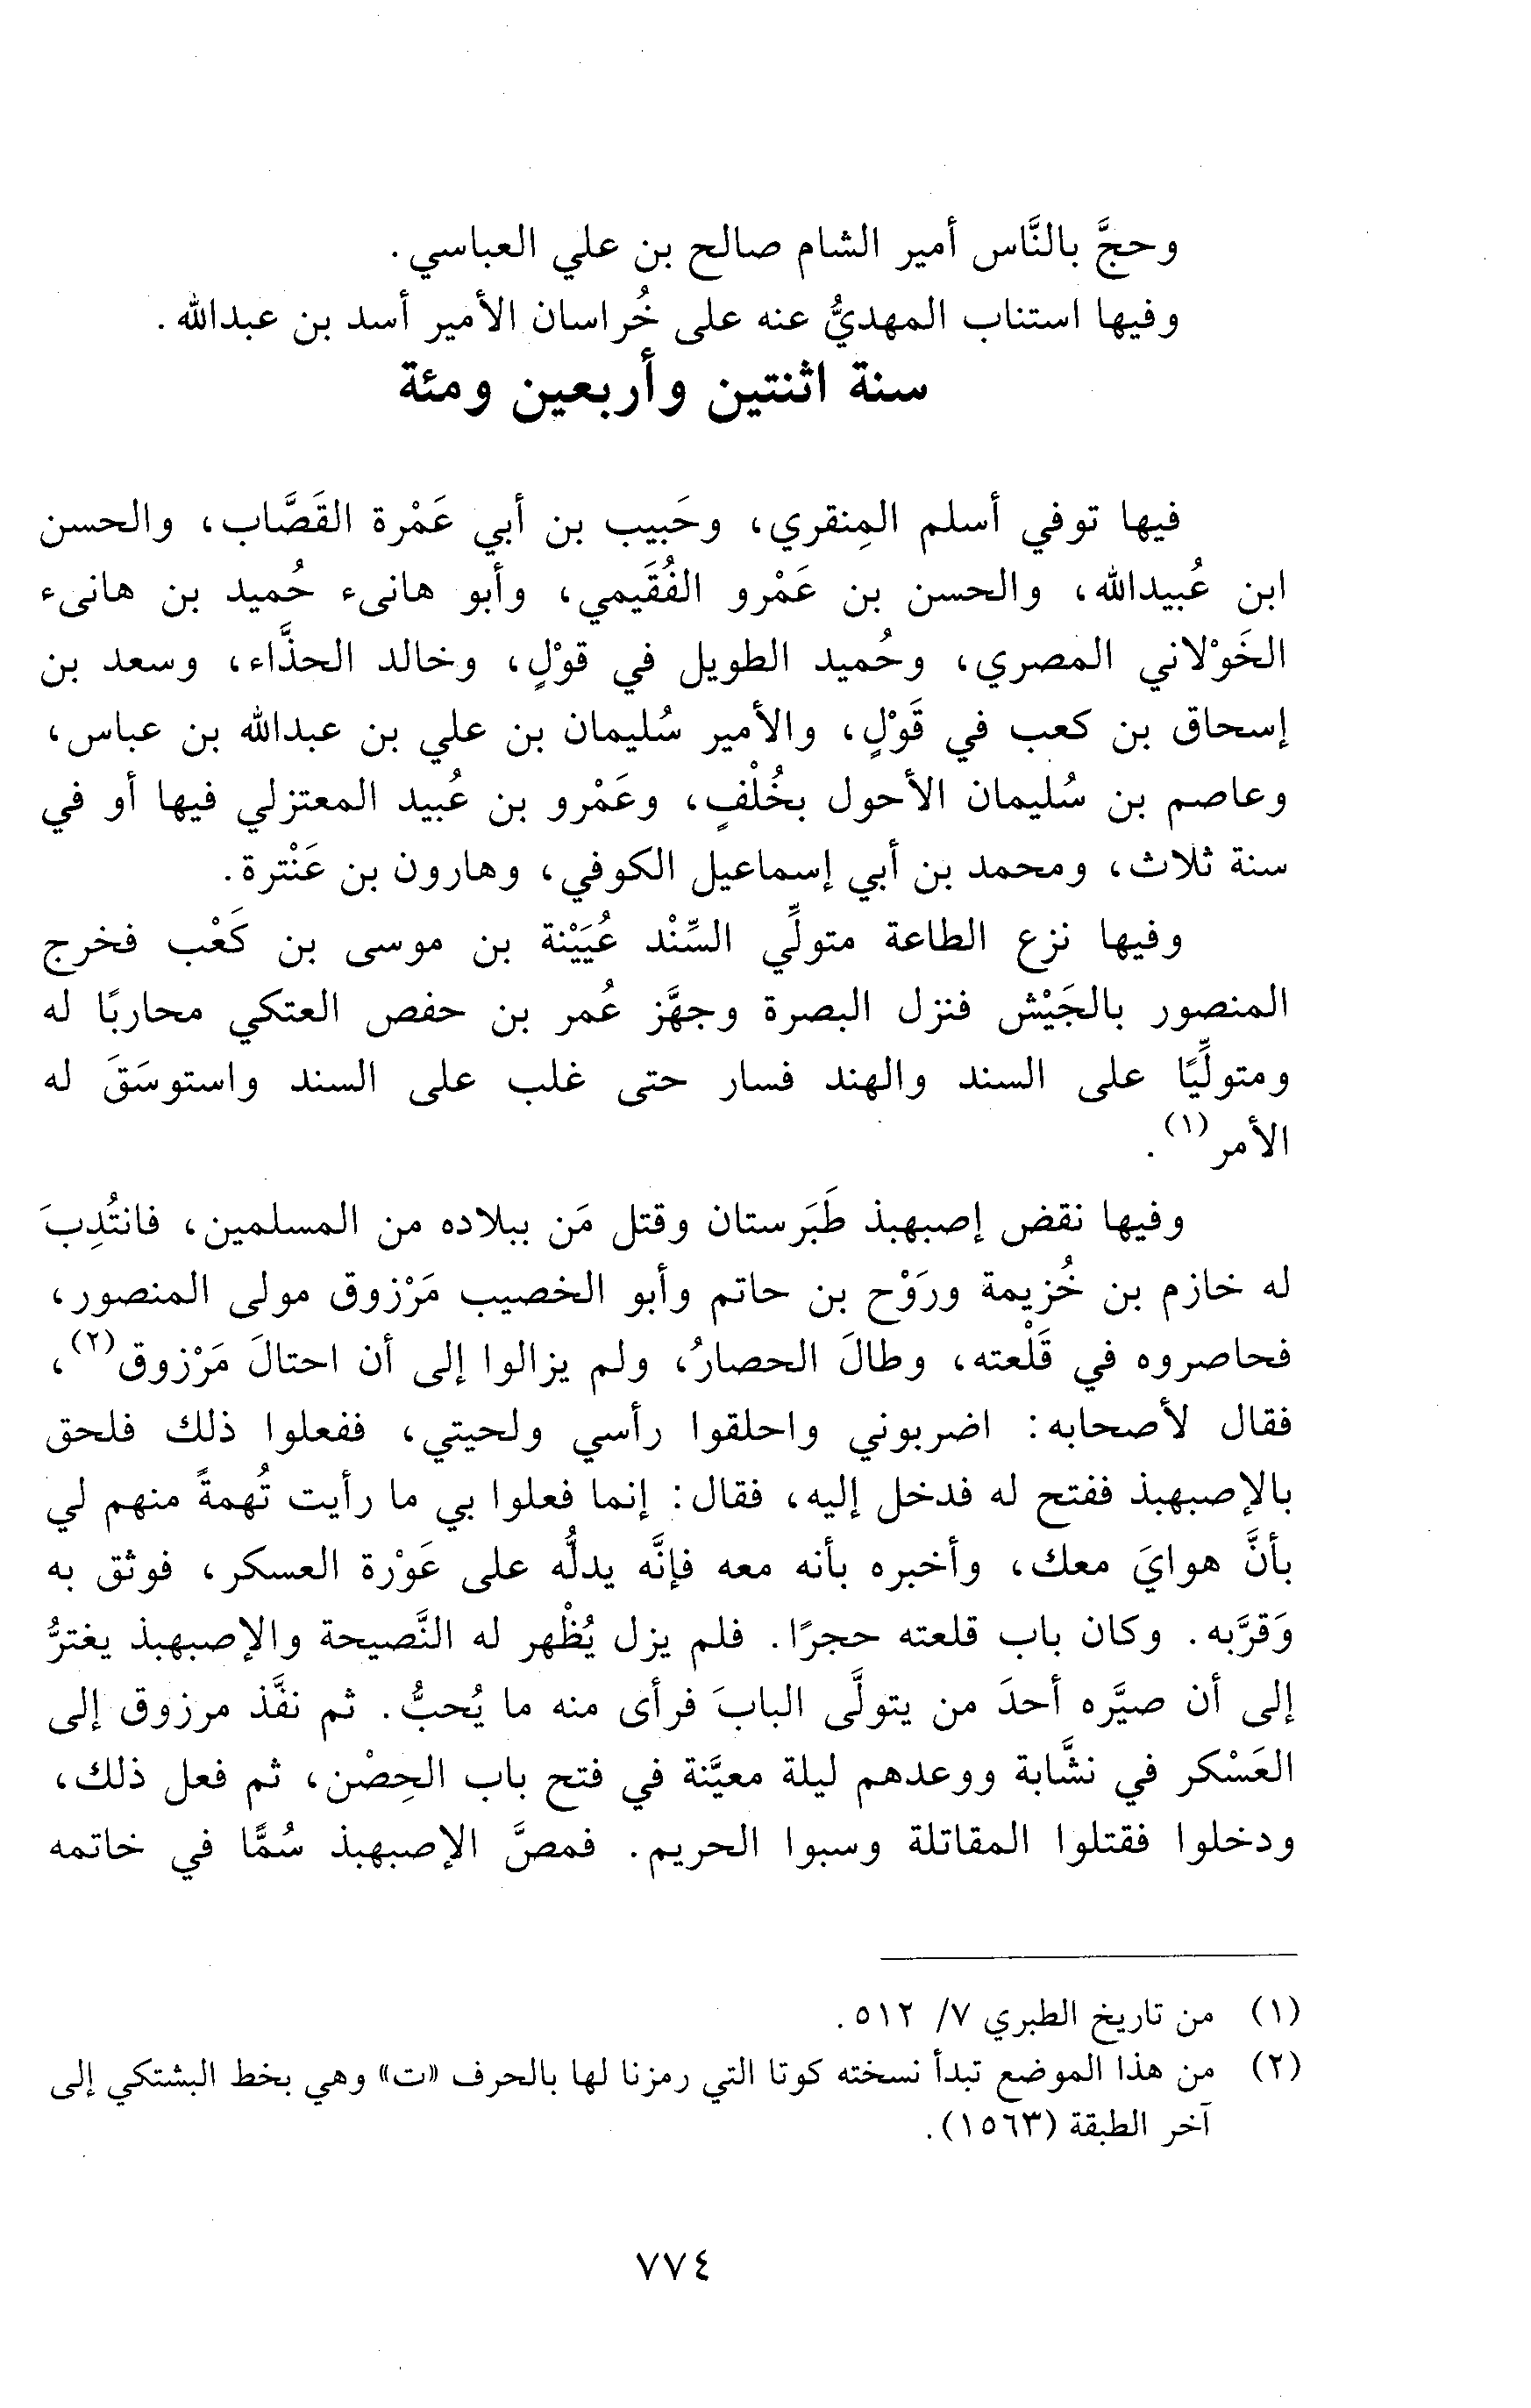 وحجَّ بالنَّاس أمير الشام صالح بن علي العباسي.
وفيها استناب المهديُّ عنه على خُراسان الأمير أسد بن عبدالله.
سنة اثنتين وأربعين ومئة
فيها توفي أسلم المِنقري، وحَبيب بن أبي عَمْرة القَصَّاب، والحسن
ابن عُبيدالله، والحسن بن عَمْرو الفُقَيمي، وأبو هانىء حُميد بن هانىء
الخَوْلاني المصري، وحُميد الطويل في قوْلٍ، وخالد الحذَّاء، وسعد بن
إسحاق بن كعب في قَوْلٍ، والأمير سُليمان بن علي بن عبدالله بن عباس،
وعاصم بن سُليمان الأحول بخُلْفٍ، وعَمْرو بن عُبيد المعتزلي فيها أو في
سنة ثلاث، ومحمد بن أبي إسماعيل الكوفي، وهارون بن عَنْترة.
وفيها نزع الطاعة متولِّي السِّنْد عُيَيْنة بن موسى بن كَعْب فخرج
المنصور بالجَيْش فنزل البصرة وجهَّز عُمر بن حفص العتكي محاربًا له
ومتولِّيًا على السند والهند فسار حتى غلب على السند واستوسَقَ له
الأمر(١).
وفيها نقض إصبهبذ طَبَرستان وقتل مَن ببلاده من المسلمين، فانتُدِبَ
له خازم بن خُزيمة ورَوْح بن حاتم وأبو الخصيب مَرْزوق مولى المنصور،
فحاصروه في قَلْعته، وطالَ الحصارُ، ولم يزالوا إلى أن احتالَ مَرْزوق(٢)،
فقال لأصحابه: اضربوني واحلقوا رأسي ولحيتي، ففعلوا ذلك فلحق
بالإصبهبذ ففتح له فدخل إليه، فقال: إنما فعلوا بي ما رأيت تُهمةً منهم لي
بأنَّ هوايَ معك، وأخبره بأنه معه فإنَّه يدلُّه على عَوْرة العسكر، فوثق به
وَقرَّبه. وكان باب قلعته حجرًا. فلم يزل يُظْهر له النَّصيحة والإصبهبذ يغترُّ
إلى أن صيَّره أحدَ من يتولَّى البابَ فرأى منه ما يُحبُّ. ثم نفَّذ مرزوق إلى
العَسْكر في نشَّابة ووعدهم ليلة معيَّنة في فتح باب الحِصْن، ثم فعل ذلك،
ودخلوا فقتلوا المقاتلة وسبوا الحريم. فمصَّ الإصبهبذ سُمًّا في خاتمه
(١) من تاريخ الطبري ٧/ ٥١٢.
(٢) من هذا الموضع تبدأ نسخته كوتا التي رمزنا لها بالحرف «ت» وهي بخط البشتكي إلى
آخر الطبقة (١٥٦٣).
٧٧٤